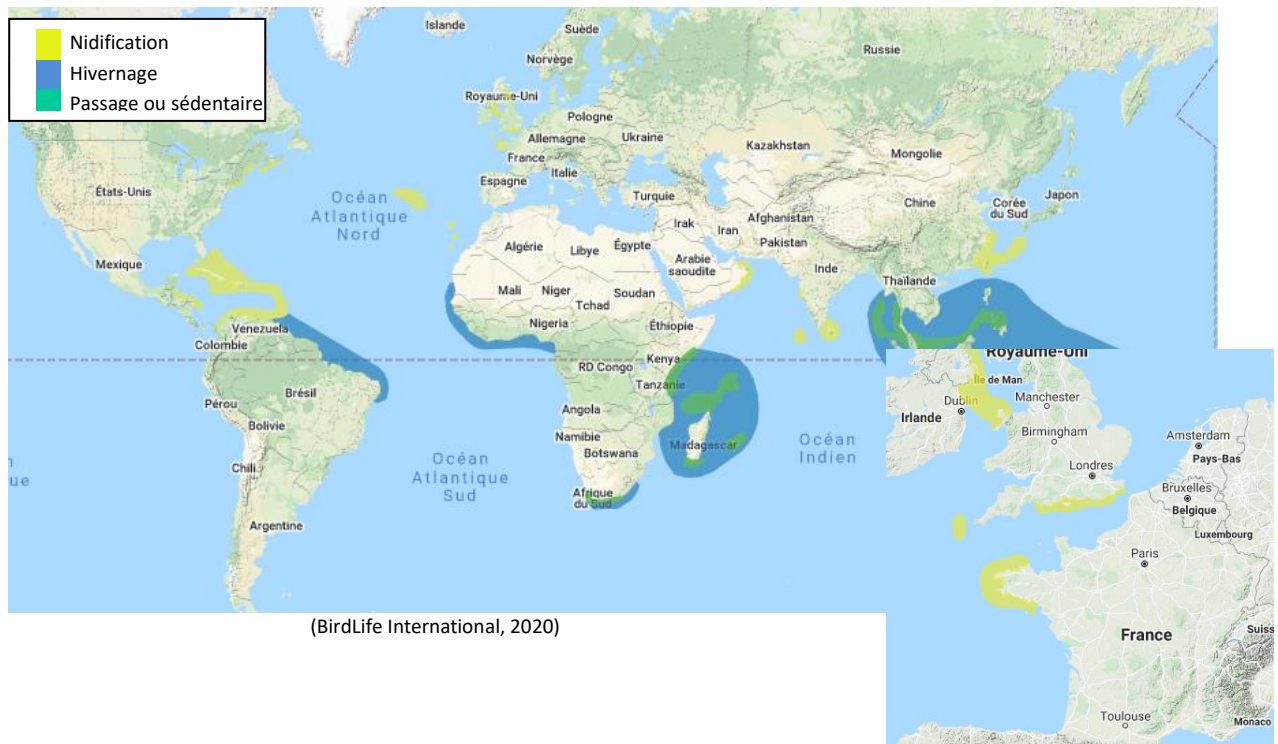 Nidification
Hivernage
Passage ou sédentaire
Islande
Suède
Norvège
Russie
Royaume-Uni
Pologne
Allemagne
Ukraine
France
Kazakhstan
Mongolie
Italie
Espagne
États-Unis
Océan
Atlantique
Nord
Turquie
Chine
Corée
du Sud
Japon
Irak
Afghanistan
Iran
Pakistan
Algérie
Libye
Égypte
Arabie
saoudite
Inde
Mexique
Thaïlande
Mali
Niger
Tchad
Soudan
Venezuela
Nigeria
Éthiopie
Colombie
RD Congo
Kenya
Tanzanie
Brésil
Pérou
Angola
Bolivie
Namibie
Botswana
Madagascar
Océan
Indien
Chili
Océan
Atlantique
Sud
ue
Afrique
du Sud
Argentine
Royaume-Uni
Île de Man
Dublin
Manchester
Irlande
Birmingham
Amsterdam
Pays-Bas
Londres
Bruxelles
Belgique
Luxembourg
Paris
France
Suiss
Toulouse
Monaco
(BirdLife International, 2020)